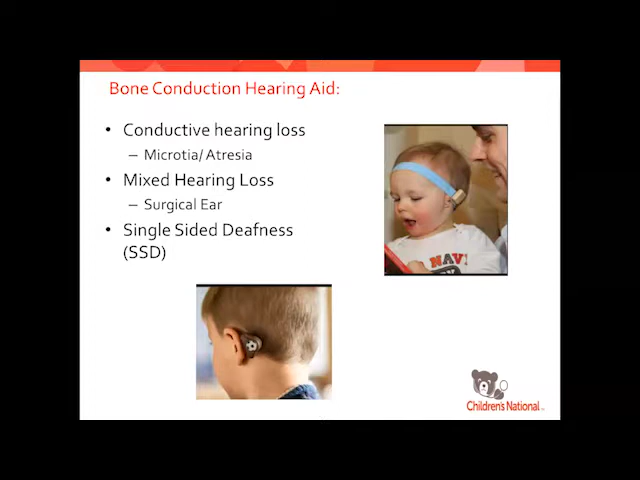 Bone Conduction Hearing Aid:
• Conductive hearing loss
– Microtia/ Atresia
• Mixed Hearing Loss
– Surgical Ear
• Single Sided Deafness
(SSD)
NAVY
Children's National